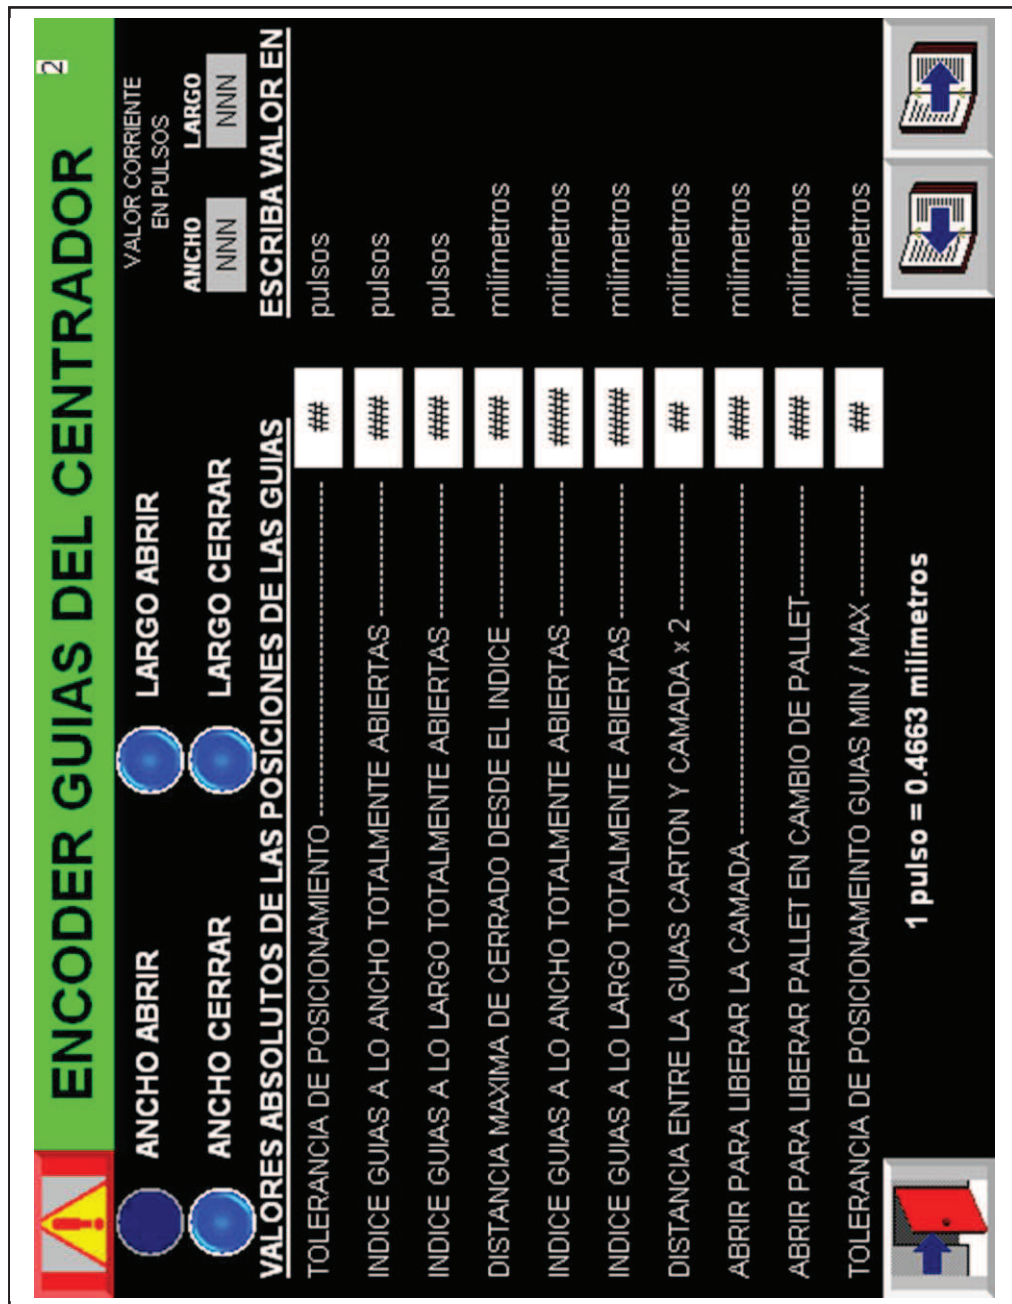 ENCODER GUIAS DEL CENTRADOR 2
ANCHO ABRIR LARGO ABRIR VALOR CORRIENTE
EN PULSOS
ANCHO CERRAR LARGO CERRAR ANCHO LARGO
NNN NNN
VALORES ABSOLUTOS DE LAS POSICIONES DE LAS GUIAS ESCRIBA VALOR EN
TOLERANCIA DE POSICIONAMIENTO ## pulsos
INDICE GUIAS A LO ANCHO TOTALMENTE ABIERTAS ### pulsos
INDICE GUIAS A LO LARGO TOTALMENTE ABIERTAS ### pulsos
DISTANCIA MAXIMA DE CERRADO DESDE EL INDICE ### milímetros
INDICE GUIAS A LO ANCHO TOTALMENTE ABIERTAS #### milímetros
INDICE GUIAS A LO LARGO TOTALMENTE ABIERTAS #### milímetros
DISTANCIA ENTRE LA GUIAS CARTON Y CAMADA x 2 ## milímetros
ABRIR PARA LIBERAR LA CAMADA ### milímetros
ABRIR PARA LIBERAR PALLET EN CAMBIO DE PALLET ### milímetros
TOLERANCIA DE POSICIONAMEINTO GUIAS MIN / MAX ## milímetros
1 pulso = 0.4663 milímetros